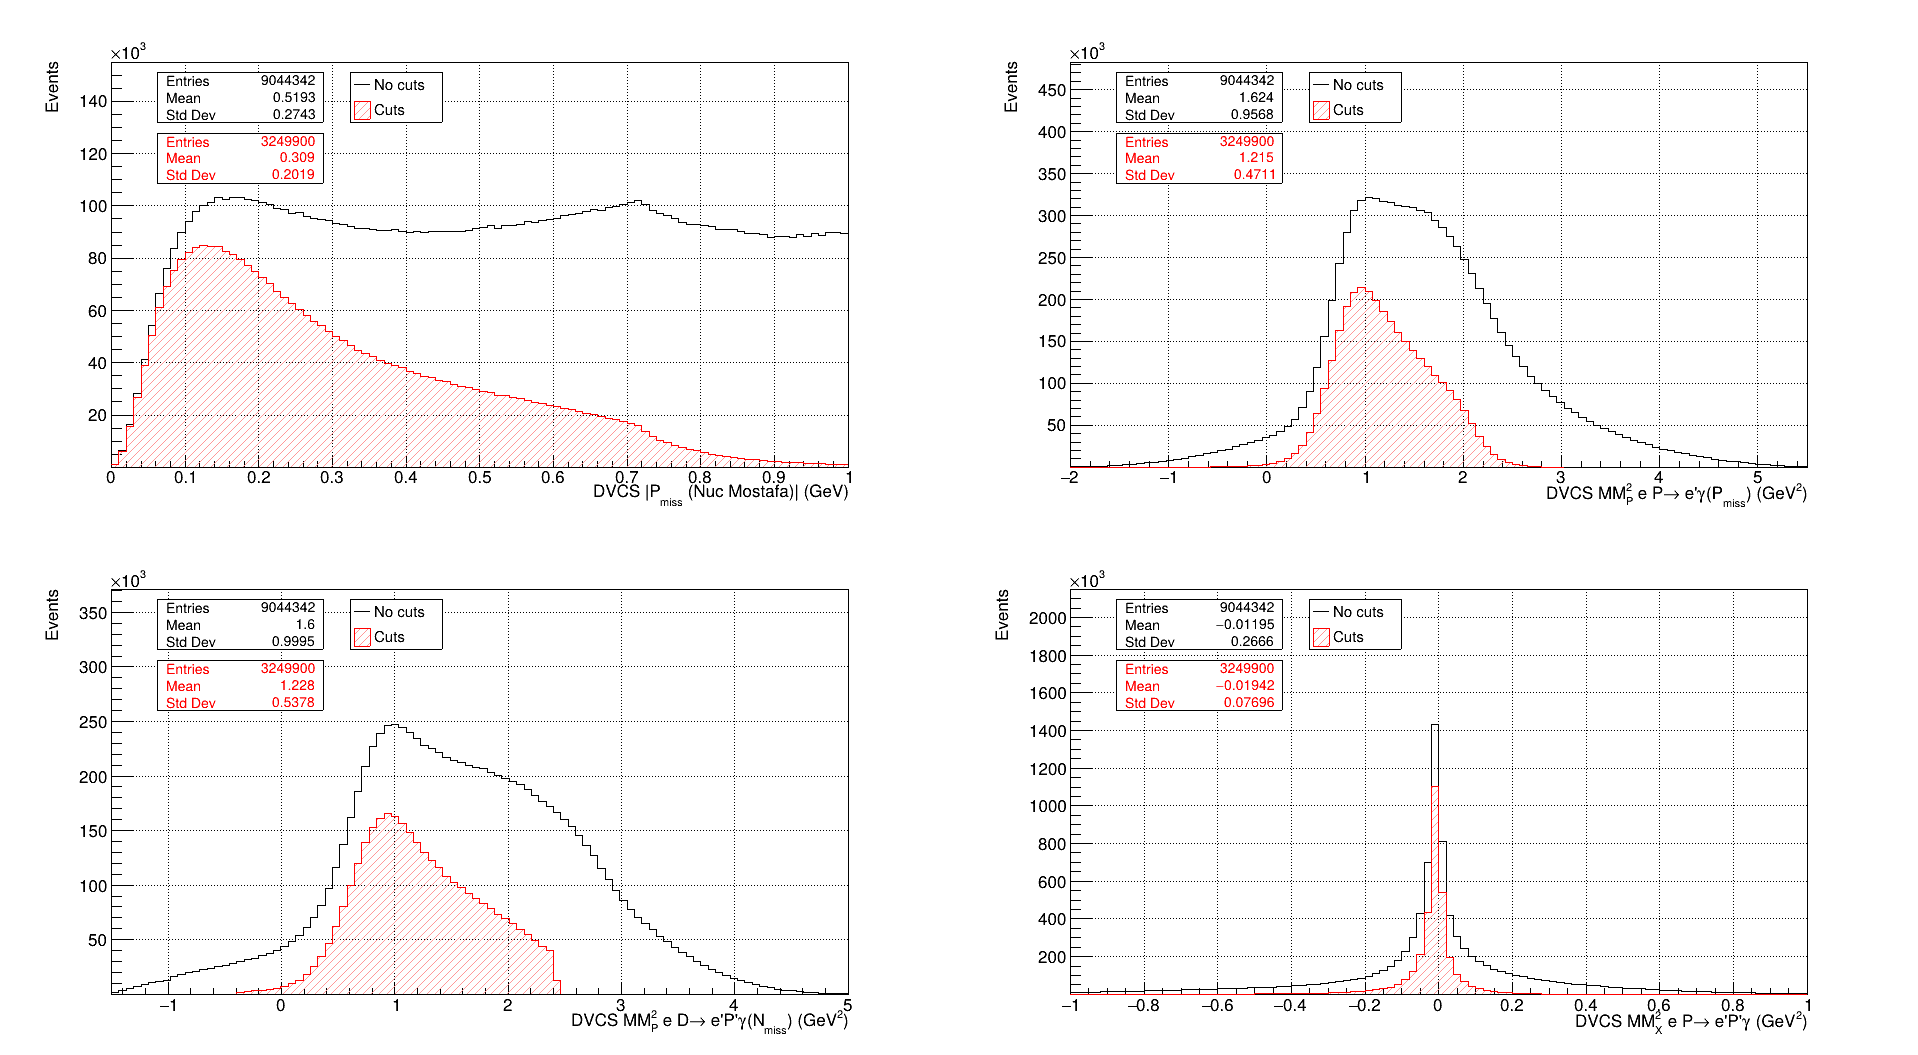 ×10³
Events
Entries 9044342
Mean 0.5193
Std Dev 0.2743
Entries 3249900
Mean 0.309
Std Dev 0.2019
No cuts
Cuts
140
120
100
80
60
40
20
0 0.1 0.2 0.3 0.4 0.5 0.6 0.7 0.8 0.9 1
DVCS |P_miss (Nuc Mostafa)| (GeV)
×10³
Events
Entries 9044342
Mean 1.624
Std Dev 0.9568
Entries 3249900
Mean 1.215
Std Dev 0.4711
No cuts
Cuts
450
400
350
300
250
200
150
100
50
−2 −1 0 1 2 3 4 5
DVCS MM²_P e P→ e'γ(P_miss) (GeV²)
×10³
Events
Entries 9044342
Mean 1.6
Std Dev 0.9995
Entries 3249900
Mean 1.228
Std Dev 0.5378
No cuts
Cuts
350
300
250
200
150
100
50
−1 0 1 2 3 4 5
DVCS MM²_P e D→ e'P'γ(N_miss) (GeV²)
×10³
Events
Entries 9044342
Mean −0.01195
Std Dev 0.2666
Entries 3249900
Mean −0.01942
Std Dev 0.07696
No cuts
Cuts
2000
1800
1600
1400
1200
1000
800
600
400
200
−1 −0.8 −0.6 −0.4 −0.2 0 0.2 0.4 0.6 0.8 1
DVCS MM²_X e P→ e'P'γ (GeV²)